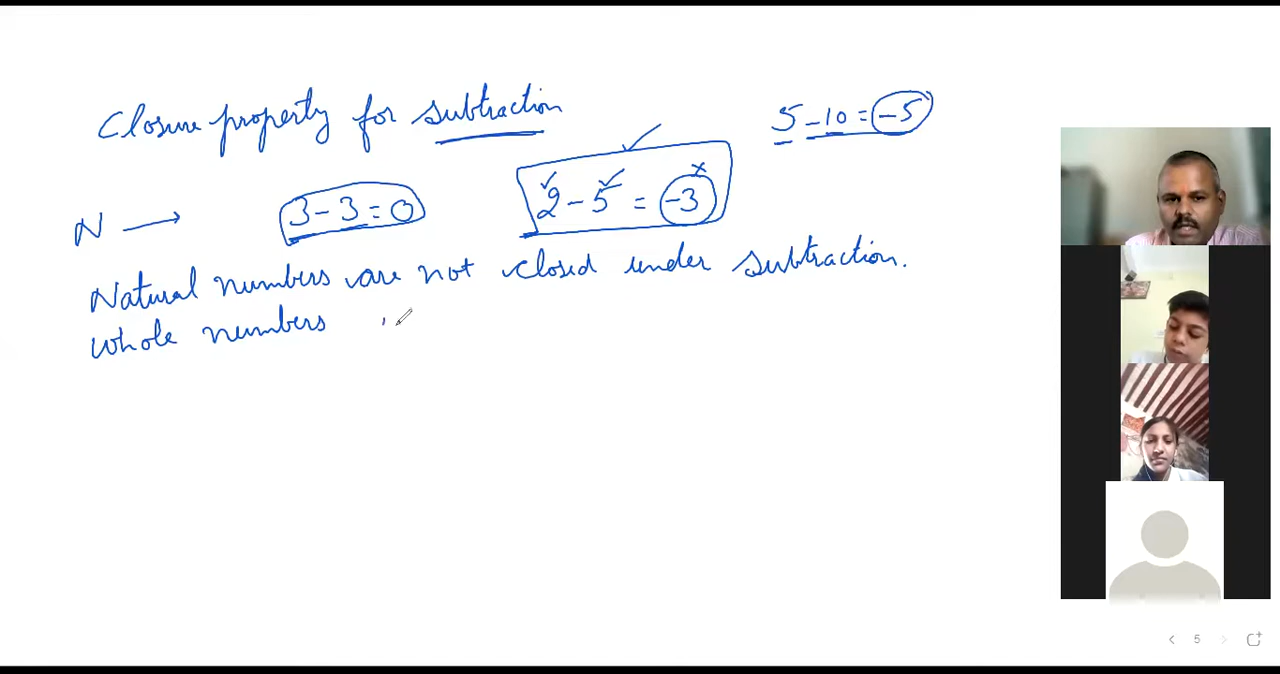 Closure property for subtraction
5 - 10 = -5
N → 3 - 3 = 0 2 - 5 = -3
Natural numbers are not closed under subtraction.
Whole numbers "
5